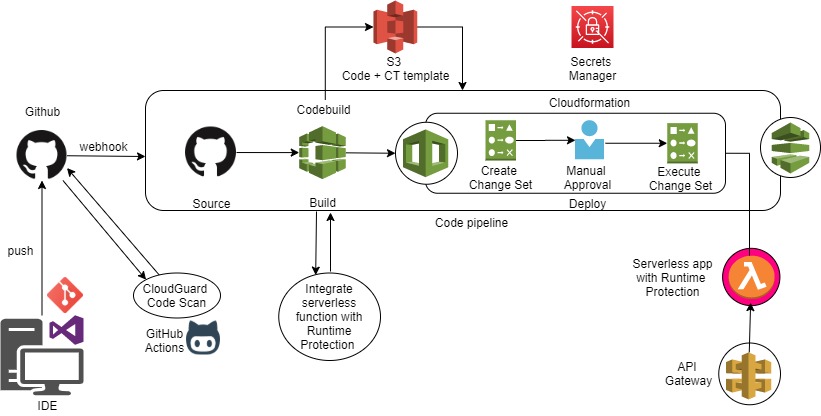 S3
Code + CT template
Secrets
Manager
Github
Codebuild
Cloudformation
webhook
Create
Change Set
Manual
Approval
Execute
Change Set
Source
Build
Deploy
Code pipeline
push
CloudGuard
Code Scan
Integrate
serverless
function with
Runtime
Protection
Serverless app
with Runtime
Protection
GitHub
Actions
API
Gateway
IDE